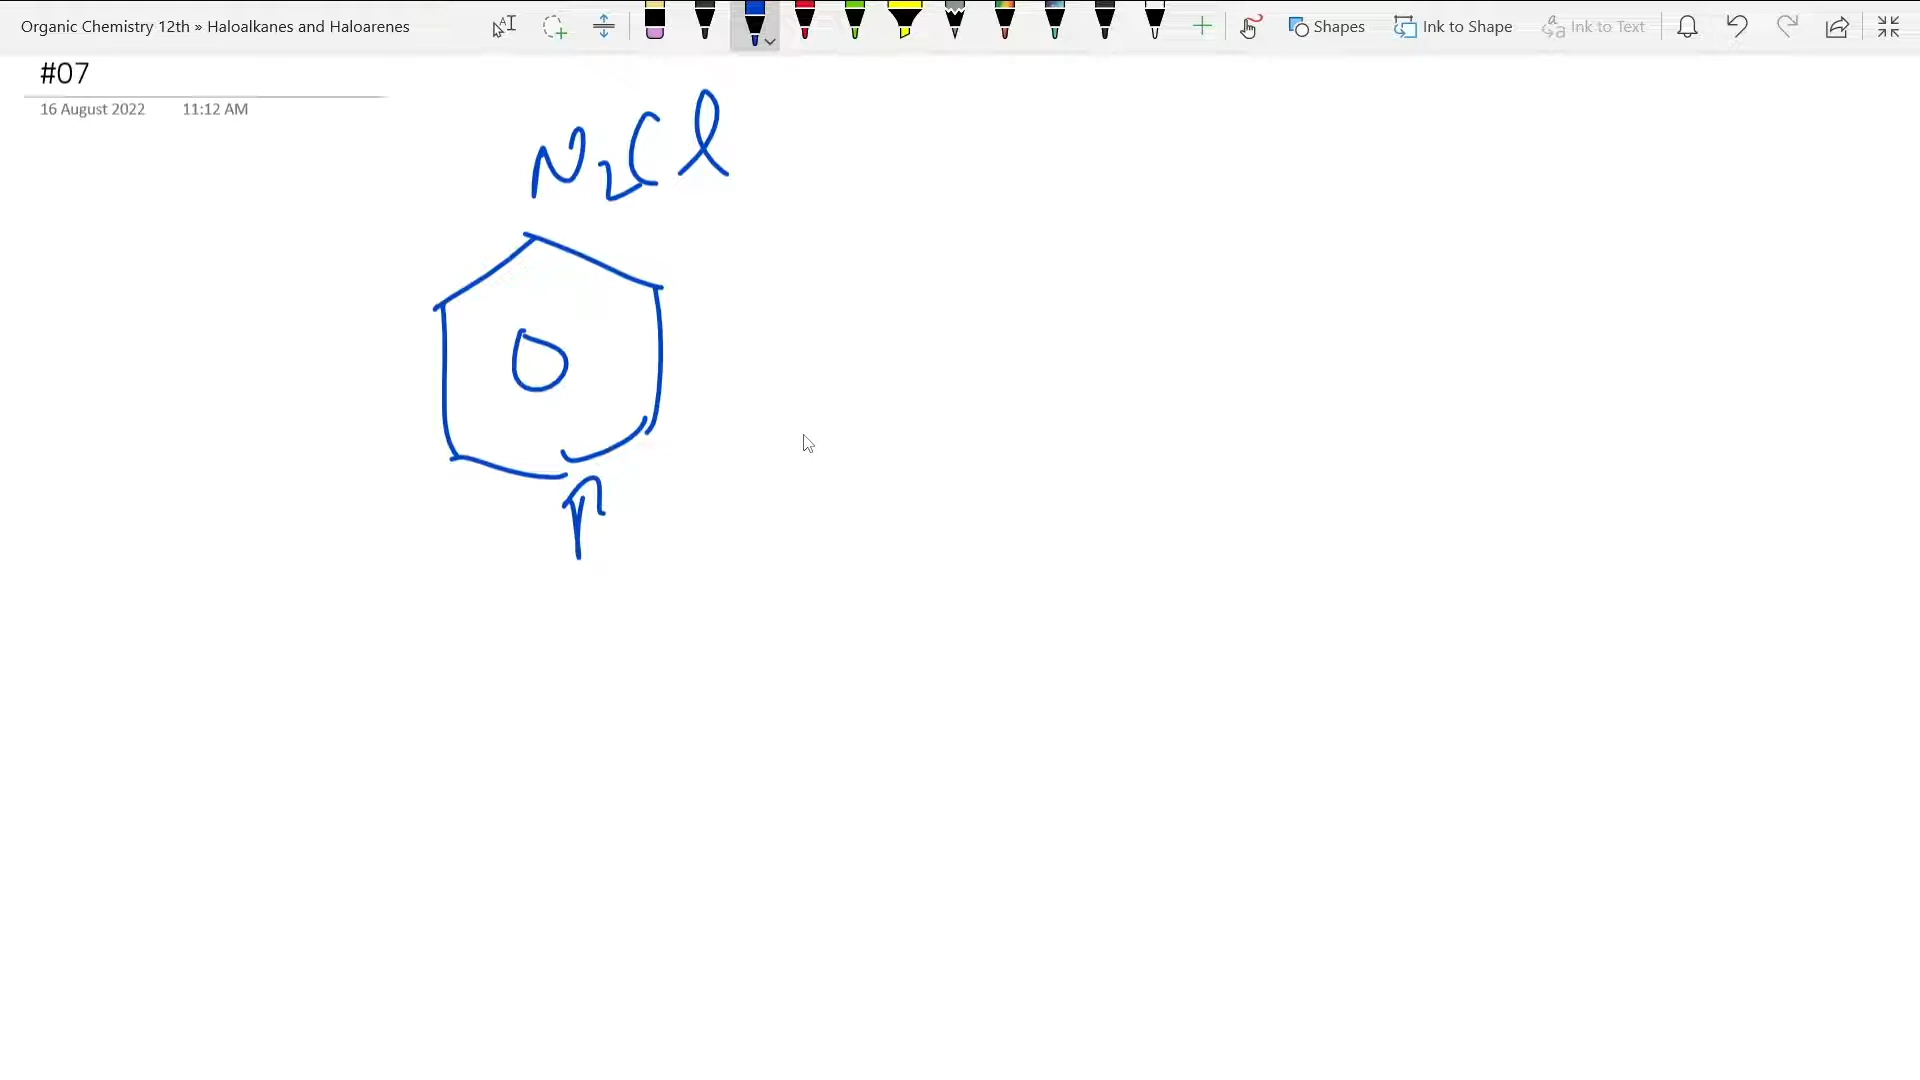 Organic Chemistry 12th » Haloalkanes and Haloarenes
Shapes
Ink to Shape
Ink to Text
#07
16 August 2022 11:12 AM
N₂Cl